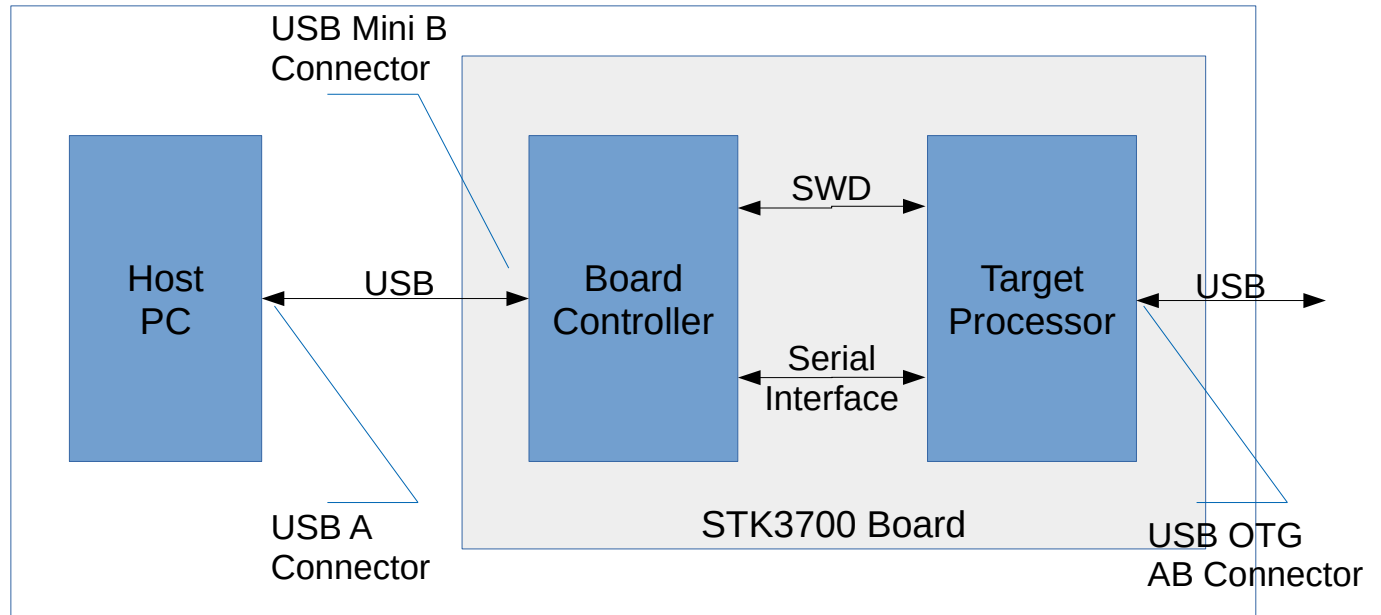 USB Mini B
Connector
Host
PC
USB
Board
Controller
SWD
Serial
Interface
Target
Processor
USB
USB A
Connector
STK3700 Board
USB OTG
AB Connector